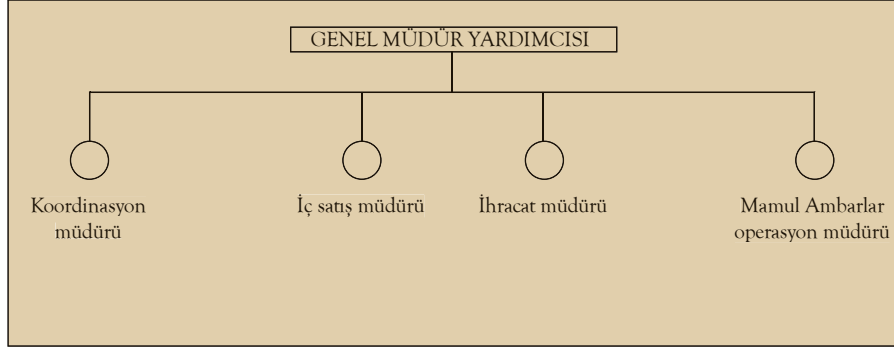 GENEL MÜDÜR YARDIMCISI
Koordinasyon müdürü
İç satış müdürü
İhracat müdürü
Mamul Ambarlar operasyon müdürü